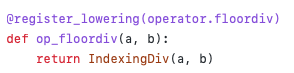 @register_lowering(operator.floordiv)
def op_floordiv(a, b):
    return IndexingDiv(a, b)